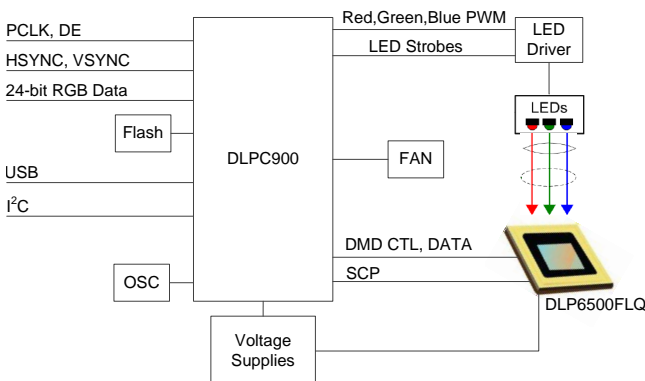 PCLK, DE
HSYNC, VSYNC
24-bit RGB Data
Flash
USB
I²C
OSC
DLPC900
Red,Green,Blue PWM
LED Strobes
LED
Driver
LEDs
FAN
DMD CTL, DATA
SCP
DLP6500FLQ
Voltage
Supplies